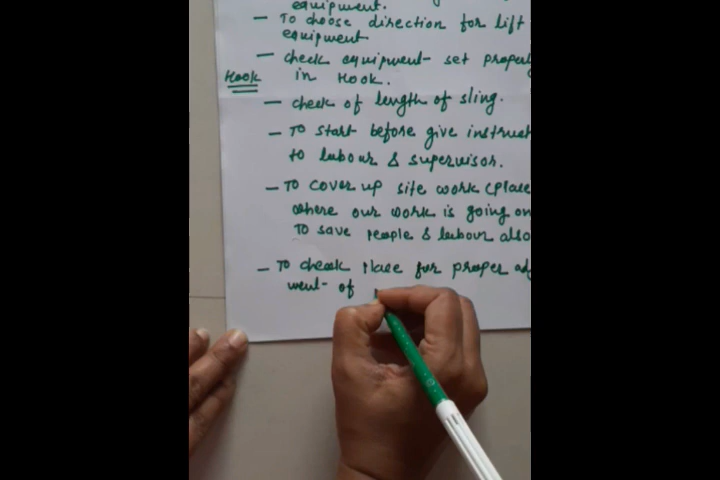 equipment.
– To choose direction for lift
equipment
– check equipment set properl
Hook in Hook.
– check of length of sling.
– To start before give instruct
to labour & supervisor.
– To cover up site work (place
where our work is going on
To save people & labour also
– To check place for proper
ment of